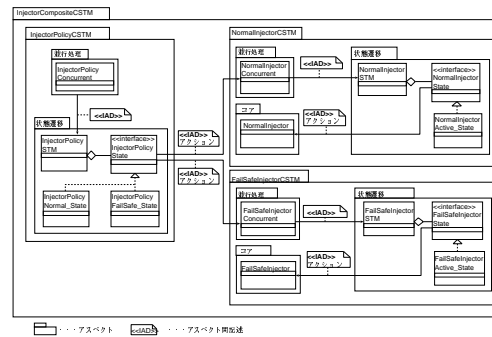 InjectorCompositeCSTM
InjectorPolicyCSTM
並行処理
InjectorPolicy
Concurrent
<<IAD>>
状態遷移
InjectorPolicy
STM
<<interface>>
InjectorPolicy
State
InjectorPolicy
Normal_State
InjectorPolicy
FailSafe_State
<<IAD>>
アクション
<<IAD>>
アクション
NormalInjectorCSTM
並行処理
NormalInjector
Concurrent
<<IAD>>
コア
NormalInjector
<<IAD>>
アクション
状態遷移
NormalInjector
STM
<<interface>>
NormalInjector
State
NormalInjector
Active_State
FailSafeInjectorCSTM
並行処理
FailSafeInjector
Concurrent
<<IAD>>
コア
FailSafeInjector
<<IAD>>
アクション
状態遷移
FailSafeInjector
STM
<<interface>>
FailSafeInjector
State
FailSafeInjector
Active_State
・・・アスペクト
<<IAD>>
・・・アスペクト間記述